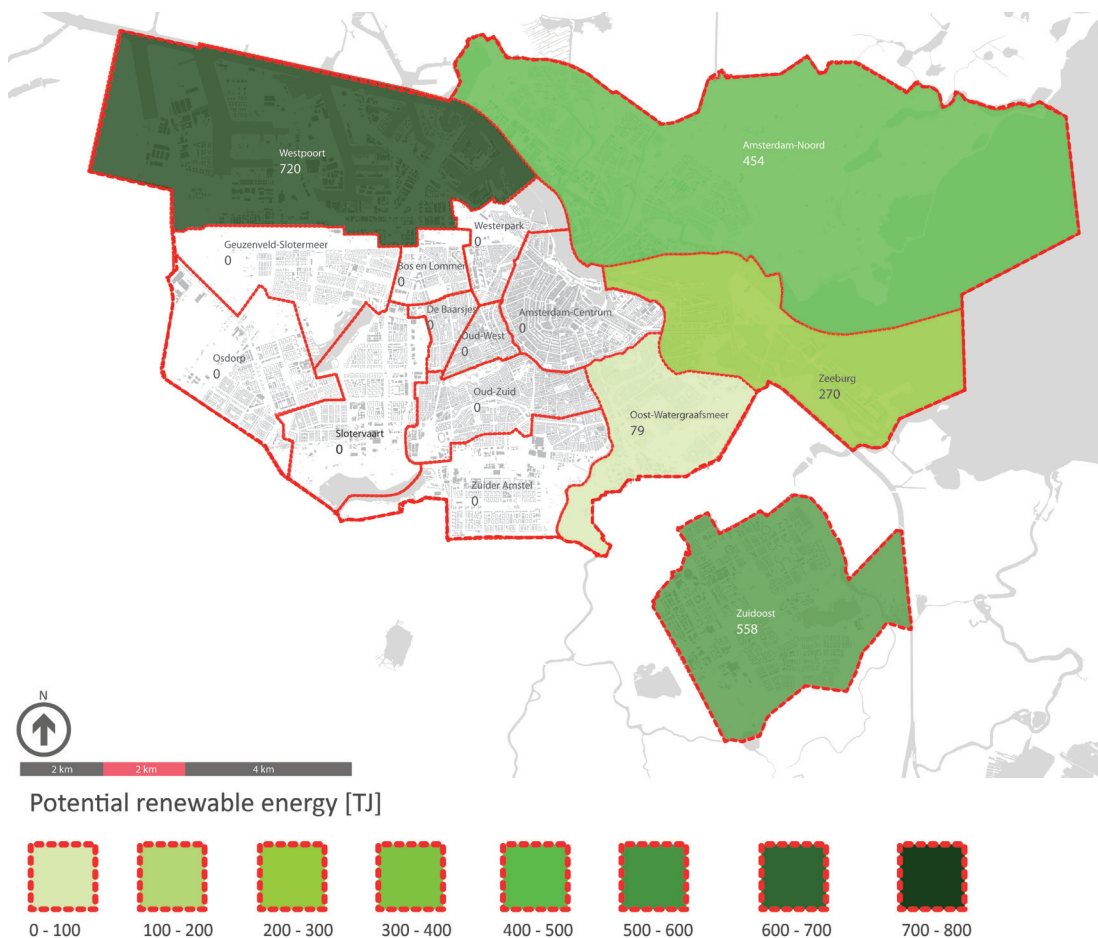 Westpoort
720
Amsterdam-Noord
454
Westerpark
0
Geuzenveld-Slotermeer
0
Bos en Lommer
0
De Baarsjes
0
Amsterdam-Centrum
0
Oud-West
0
Osdorp
0
Oud-Zuid
0
Zeeburg
270
Oost-Watergraafsmeer
79
Slotervaart
0
Zuider Amstel
0
Zuidoost
558
N
2 km 2 km 4 km
Potential renewable energy [TJ]
0 - 100 100 - 200 200 - 300 300 - 400 400 - 500 500 - 600 600 - 700 700 - 800